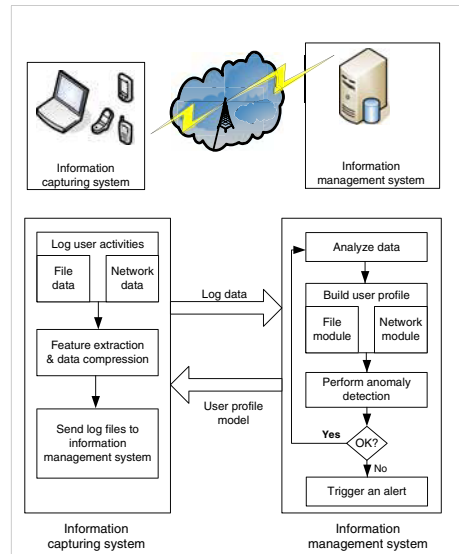 Information
capturing system
Information
management system
Log user activities
File
data
Network
data
Feature extraction
& data compression
Send log files to
information
management system
Log data
User profile
model
Analyze data
Build user profile
File
module
Network
module
Perform anomaly
detection
Yes
OK?
No
Trigger an alert
Information
capturing system
Information
management system